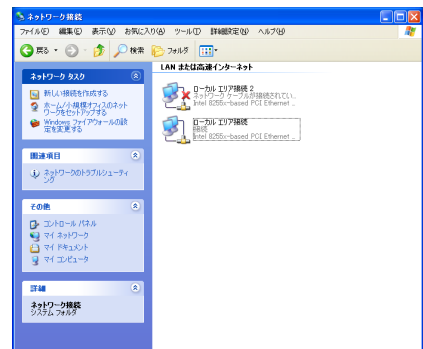 ネットワーク接続
ファイル(F) 編集(E) 表示(V) お気に入り(A) ツール(T) 詳細設定(N) ヘルプ(H)
戻る 検索 フォルダ
ネットワーク タスク
新しい接続を作成する
ホーム/小規模オフィスのネット
ワークをセットアップする
Windows ファイアウォールの設
定を変更する
関連項目
ネットワークのトラブルシューティ
ング
その他
コントロール パネル
マイ ネットワーク
マイ ドキュメント
マイ コンピュータ
詳細
ネットワーク接続
システム フォルダ
LAN または高速インターネット
ローカル エリア接続 2
ネットワーク ケーブルが接続されてい...
Intel 8255x-based PCI Ethernet ...
ローカル エリア接続
接続
Intel 8255x-based PCI Ethernet ...